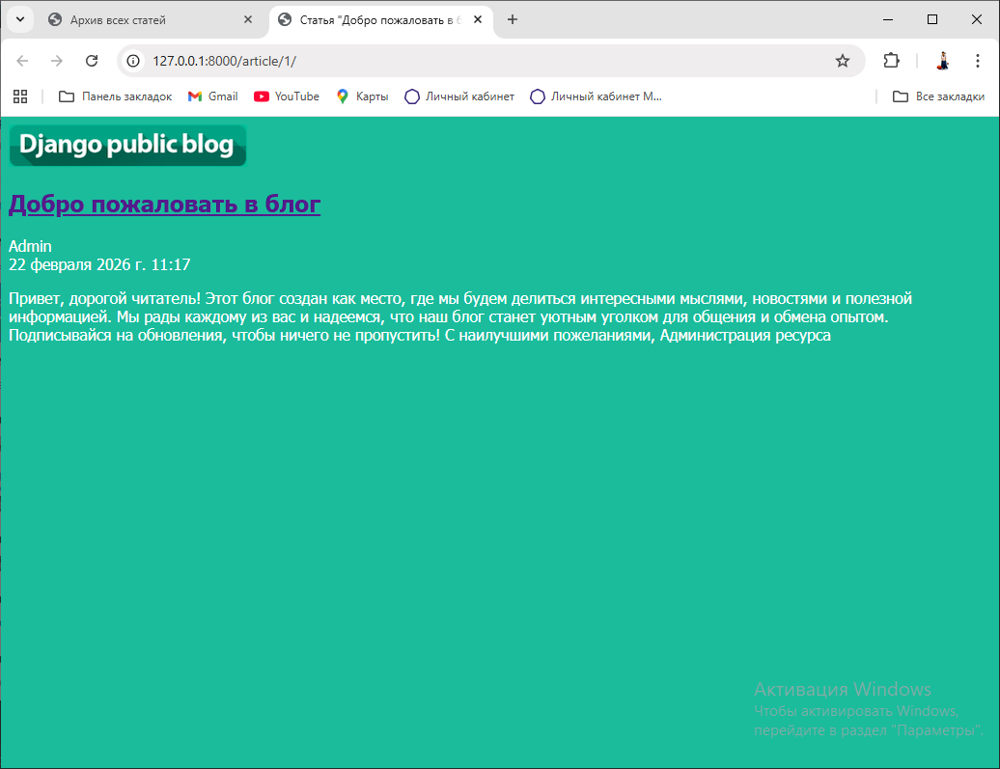 Архив всех статей
Статья "Добро пожаловать в б
127.0.0.1:8000/article/1/
Панель закладок
Gmail
YouTube
Карты
Личный кабинет
Личный кабинет М...
Все закладки
Django public blog
Добро пожаловать в блог
Admin
22 февраля 2026 г. 11:17
Привет, дорогой читатель! Этот блог создан как место, где мы будем делиться интересными мыслями, новостями и полезной
информацией. Мы рады каждому из вас и надеемся, что наш блог станет уютным уголком для общения и обмена опытом.
Подписывайся на обновления, чтобы ничего не пропустить! С наилучшими пожеланиями, Администрация ресурса
Активация Windows
Чтобы активировать Windows,
перейдите в раздел "Параметры".